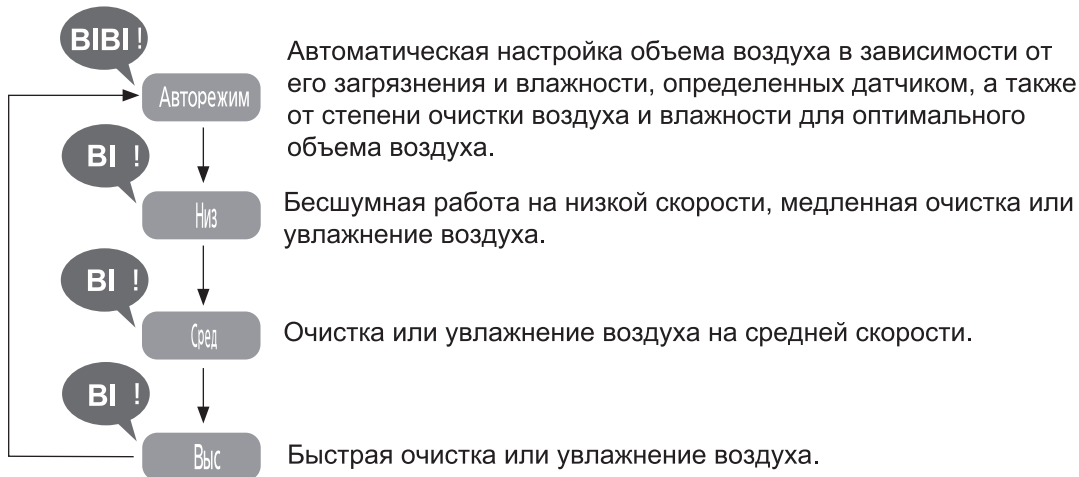 BIBI !
Авторежим
Автоматическая настройка объема воздуха в зависимости от
его загрязнения и влажности, определенных датчиком, а также
от степени очистки воздуха и влажности для оптимального
объема воздуха.
BI !
Низ
Бесшумная работа на низкой скорости, медленная очистка или
увлажнение воздуха.
BI !
Сред
Очистка или увлажнение воздуха на средней скорости.
BI !
Выс
Быстрая очистка или увлажнение воздуха.